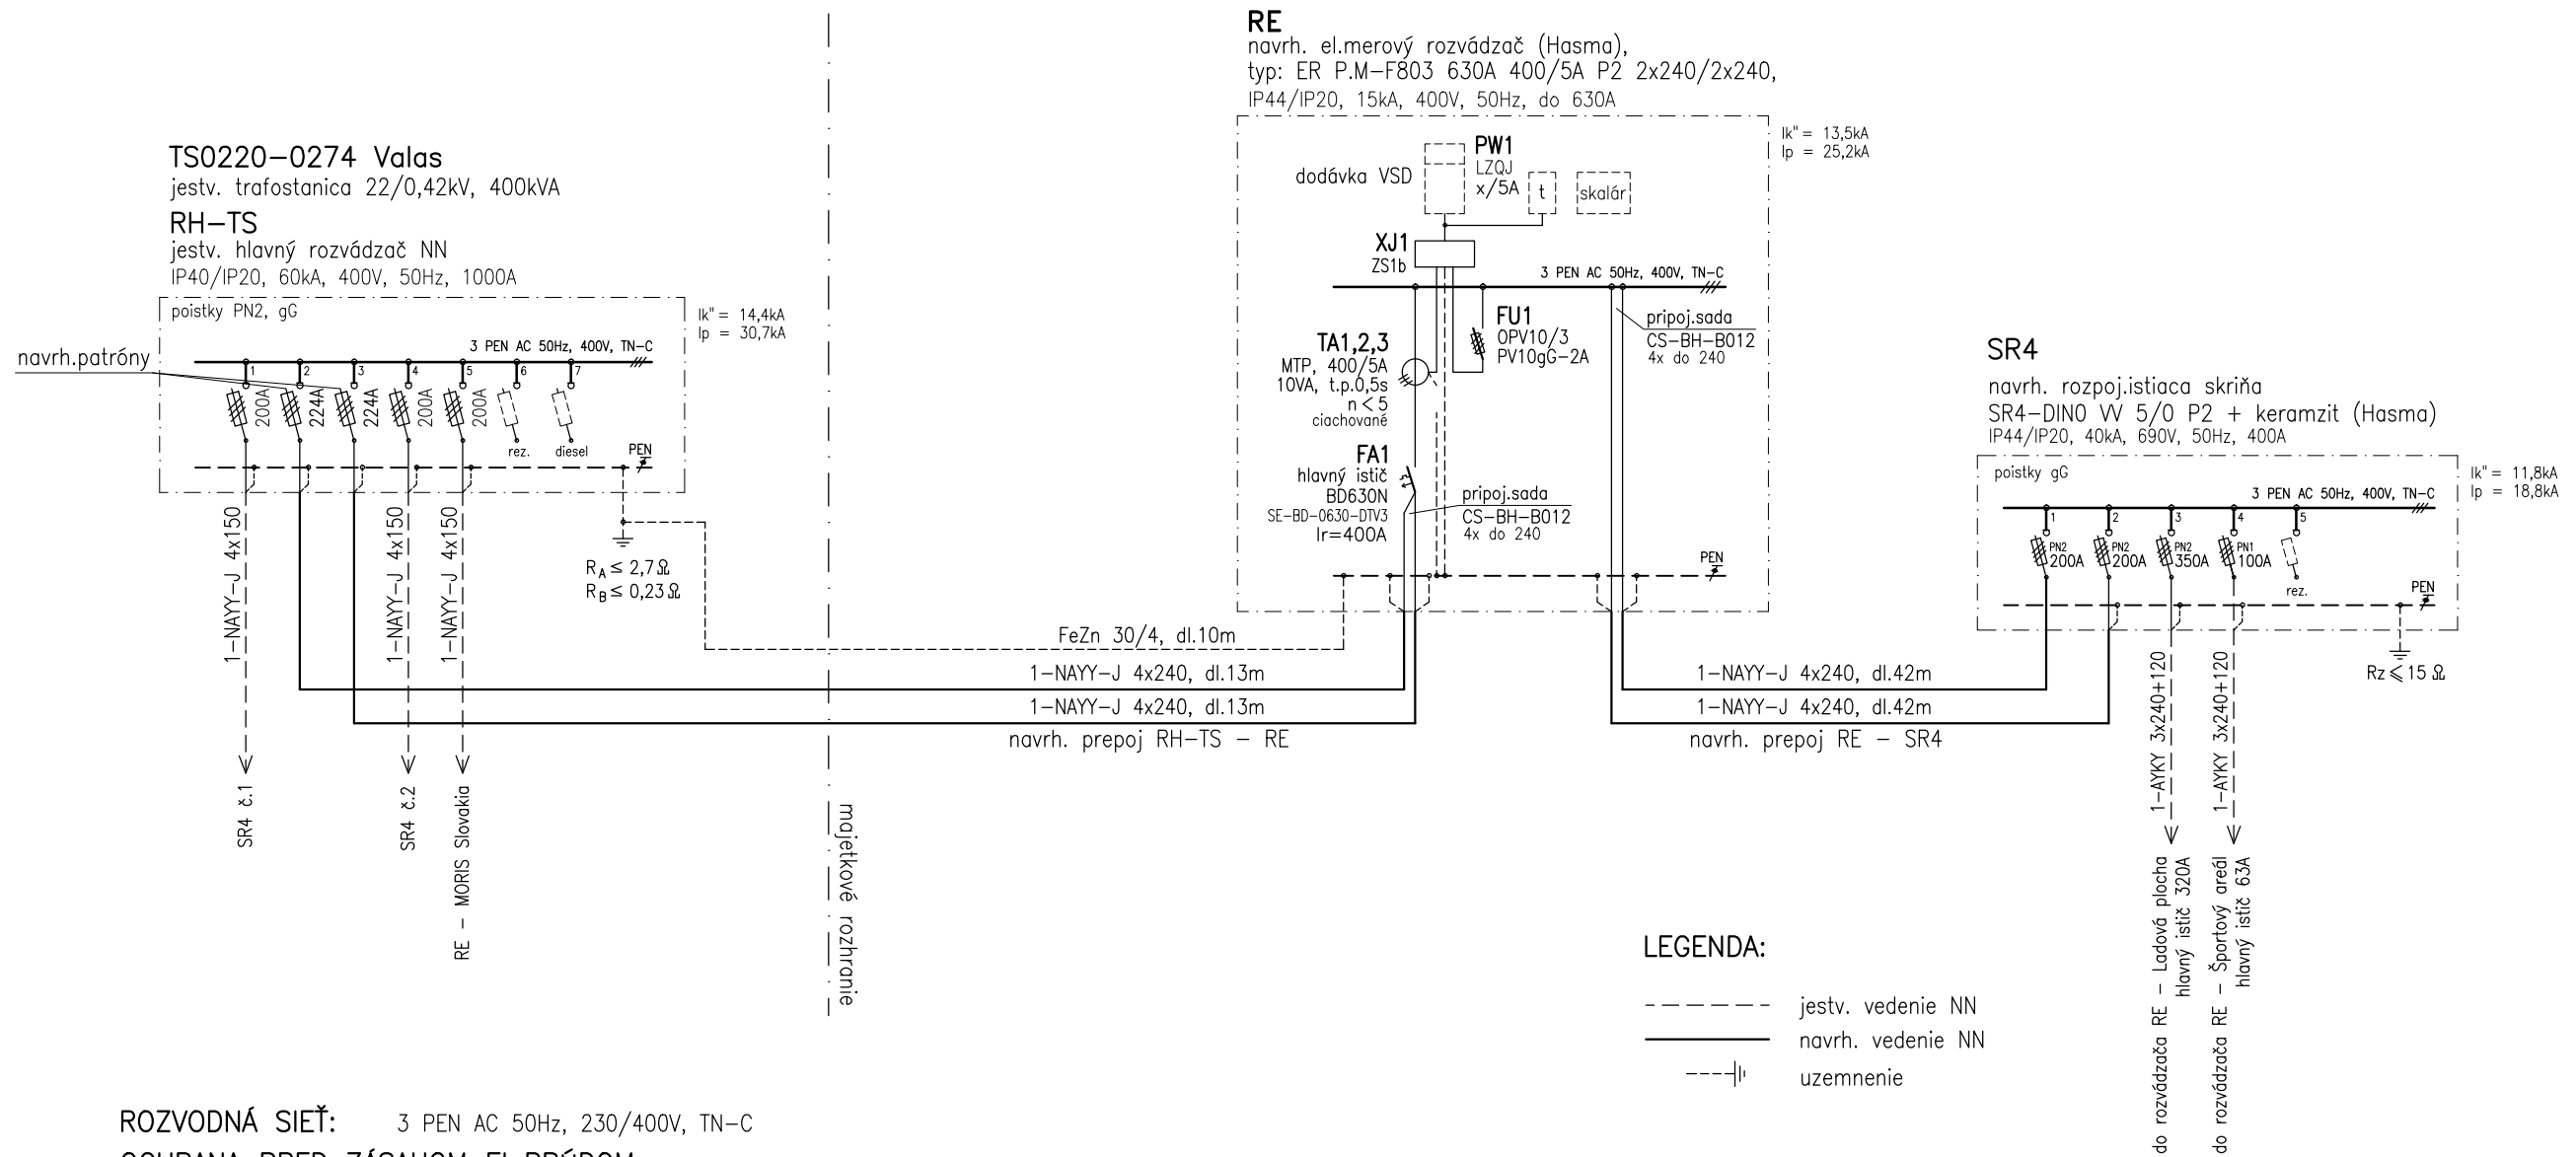 RE
navrh. el.merový rozvádzač (Hasma),
typ: ER P.M-F803 630A 400/5A P2 2x240/2x240,
IP44/IP20, 15kA, 400V, 50Hz, do 630A
Ik"= 13,5kA
Ip = 25,2kA
PW1
LZQJ
x/5A
dodávka VSD
t
skalár
XJ1
ZS1b
3 PEN AC 50Hz, 400V, TN-C
FU1
OPV10/3
PV10gG-2A
pripoj.sada
CS-BH-B012
4x do 240
TA1,2,3
MTP, 400/5A
10VA, t.p.0,5s
n<5
ciachované
FA1
hlavný istič
BD630N
SE-BD-0630-DTV3
Ir=400A
pripoj.sada
CS-BH-B012
4x do 240
PEN
TS0220-0274 Valas
jestv. trafostanica 22/0,42kV, 400kVA
RH-TS
jestv. hlavný rozvádzač NN
IP40/IP20, 60kA, 400V, 50Hz, 1000A
poistky PN2, gG
Ik"= 14,4kA
Ip = 30,7kA
3 PEN AC 50Hz, 400V, TN-C
navrh.patróny
1
2
3
4
5
6
7
200A
224A
224A
200A
200A
rez.
diesel
PEN
1-NAYY-J 4x150
1-NAYY-J 4x150
1-NAYY-J 4x150
RA≤ 2,7Ω
RB≤ 0,23Ω
SR4 č.1
SR4 č.2
RE - MORIS Slovakia
majetkové rozhranie
FeZn 30/4, dl.10m
1-NAYY-J 4x240, dl.13m
1-NAYY-J 4x240, dl.13m
navrh. prepoj RH-TS - RE
1-NAYY-J 4x240, dl.42m
1-NAYY-J 4x240, dl.42m
navrh. prepoj RE - SR4
SR4
navrh. rozpoj.istiaca skriňa
SR4-DIN0 VV 5/0 P2 + keramzit (Hasma)
IP44/IP20, 40kA, 690V, 50Hz, 400A
poistky gG
Ik"= 11,8kA
Ip = 18,8kA
3 PEN AC 50Hz, 400V, TN-C
1
2
3
4
5
PN2
200A
PN2
200A
PN2
350A
PN1
100A
rez.
PEN
Rz ≤ 15 Ω
1-AYKY 3x240+120
1-AYKY 3x240+120
do rozvádzača RE - Ladová plocha
hlavný istič 320A
do rozvádzača RE - Športový areál
hlavný istič 63A
LEGENDA:
jestv. vedenie NN
navrh. vedenie NN
uzemnenie
ROZVODNÁ SIEŤ: 3 PEN AC 50Hz, 230/400V, TN-C